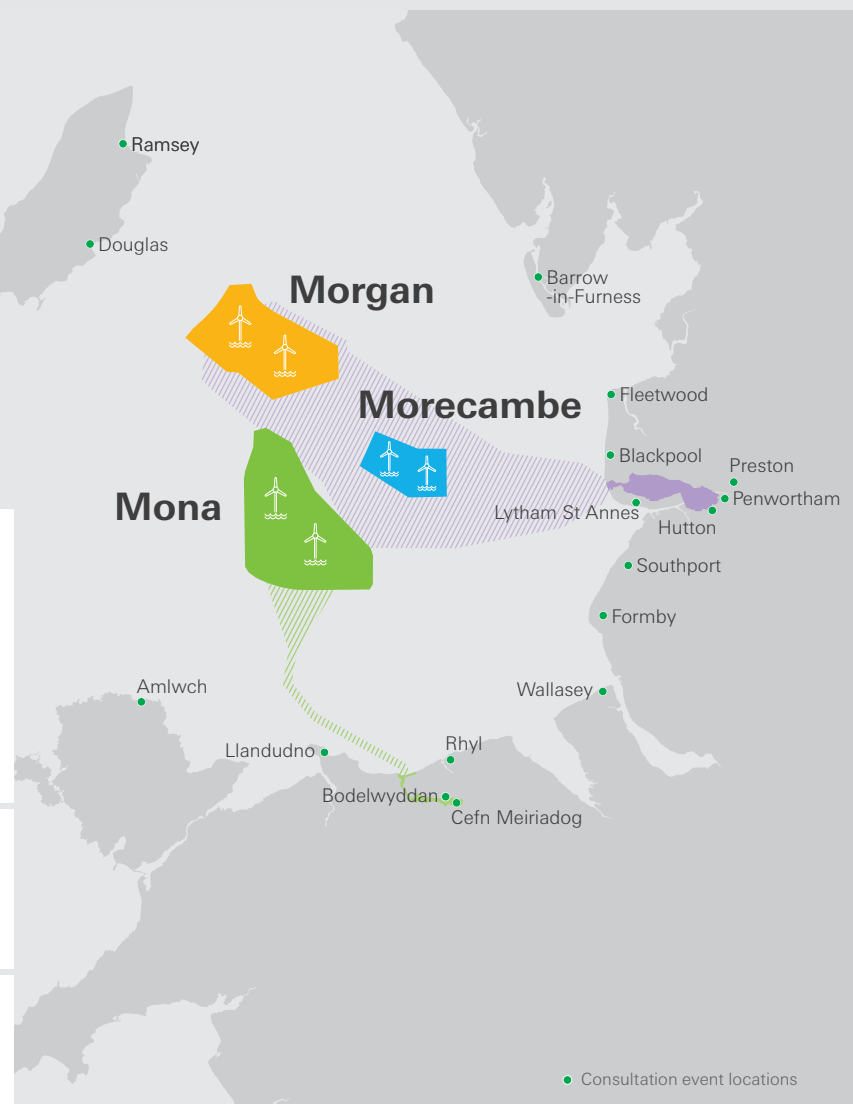 Ramsey
Douglas
Morgan
Barrow
-in-Furness
Morecambe
Fleetwood
Blackpool
Preston
Penwortham
Mona
Lytham St Annes
Hutton
Southport
Formby
Amlwch
Wallasey
Llandudno
Rhyl
Bodelwyddan
Cefn Meiriadog
Consultation event locations